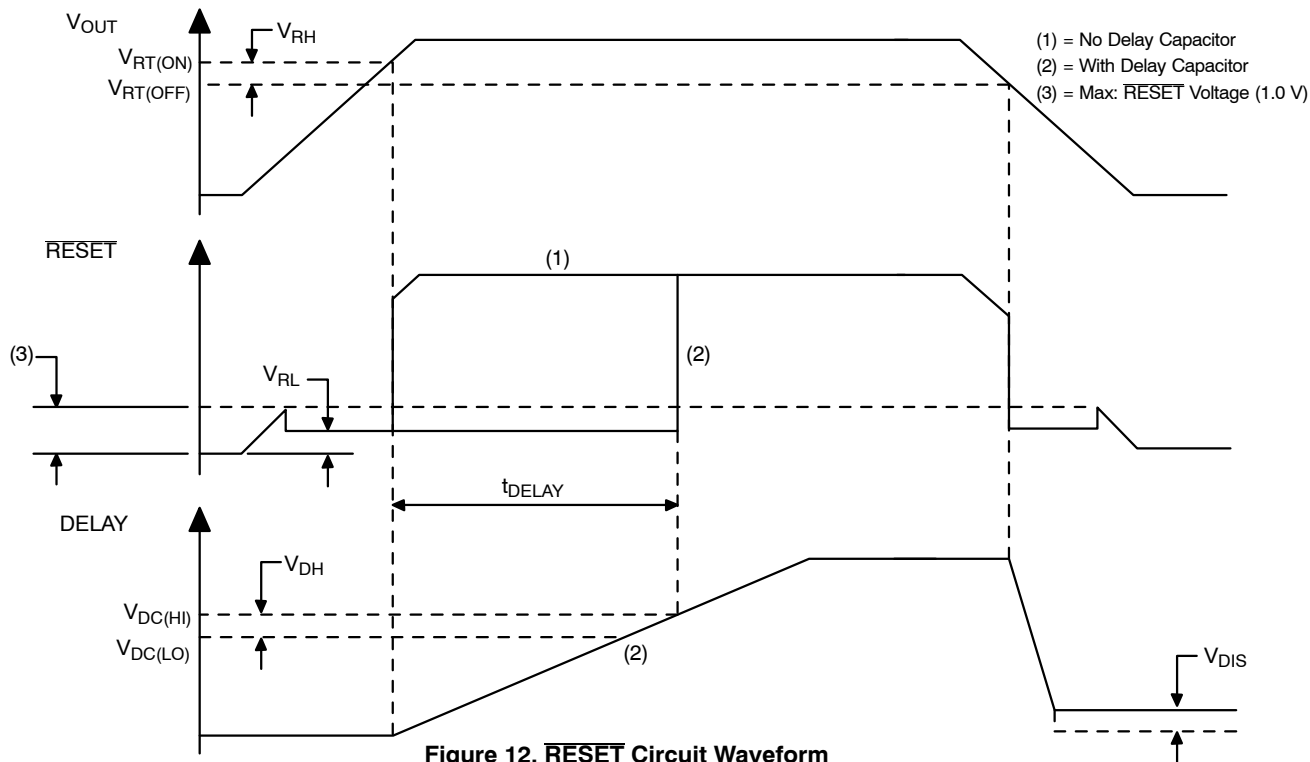 VOUT
VRH
VRT(ON)
VRT(OFF)
(1) = No Delay Capacitor
(2) = With Delay Capacitor
(3) = Max: RESET Voltage (1.0 V)
RESET
(1)
(3)
(2)
VRL
tDELAY
DELAY
VDH
VDC(HI)
VDC(LO)
(2)
VDIS
Figure 12. RESET Circuit Waveform